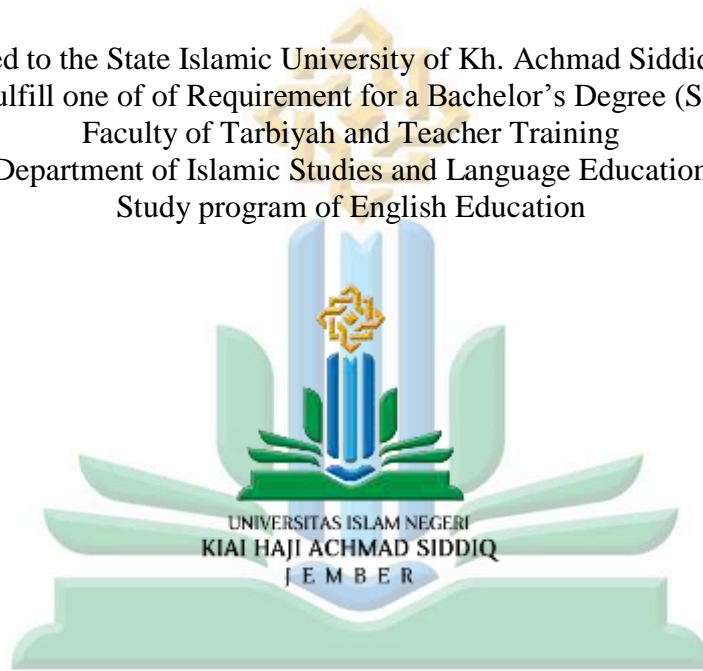 ed to the State Islamic University of Kh. Achmad Siddiq
ulfill one of of Requirement for a Bachelor’s Degree (S
Faculty of Tarbiyah and Teacher Training
Department of Islamic Studies and Language Education
Study program of English Education
UNIVERSITAS ISLAM NEGERI
KIAI HAJI ACHMAD SIDDIQ
JEMBER